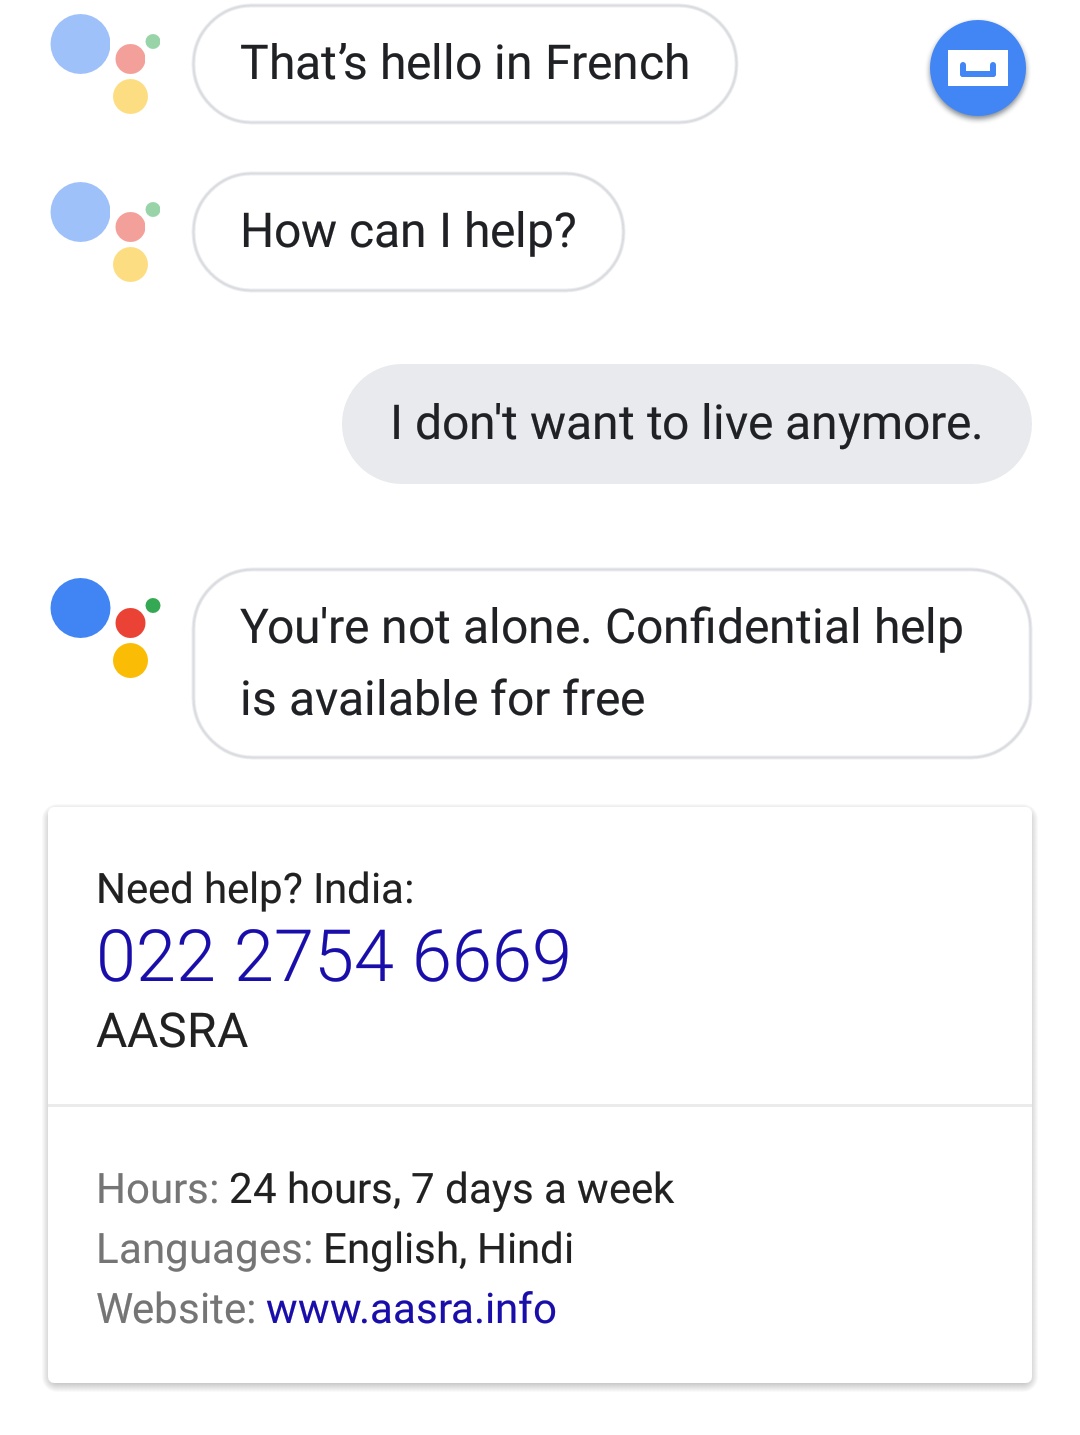 That’s hello in French
How can I help?
I don't want to live anymore.
You're not alone. Confidential help
is available for free
Need help? India:
022 2754 6669
AASRA
Hours: 24 hours, 7 days a week
Languages: English, Hindi
Website: www.aasra.info